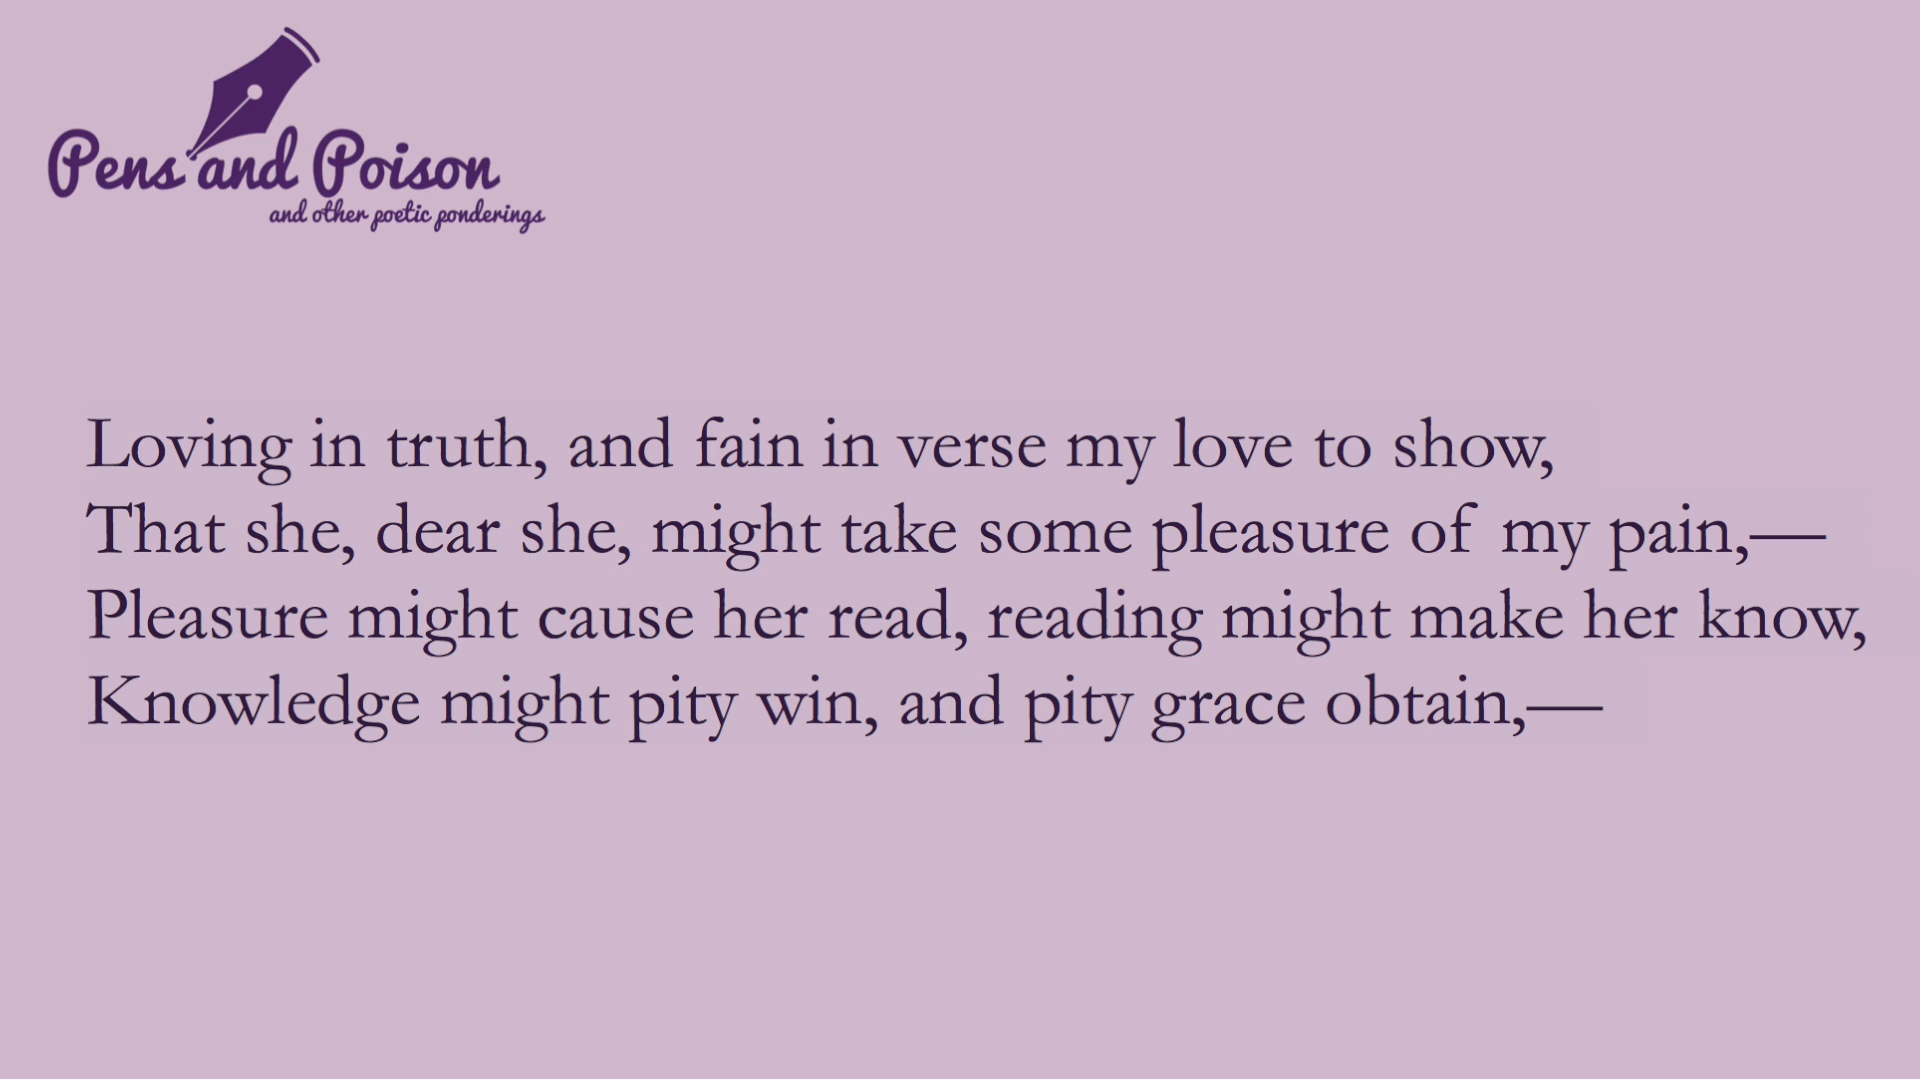 Pens and Poison
and other poetic ponderings
Loving in truth, and fain in verse my love to show,
That she, dear she, might take some pleasure of my pain,—
Pleasure might cause her read, reading might make her know,
Knowledge might pity win, and pity grace obtain,—